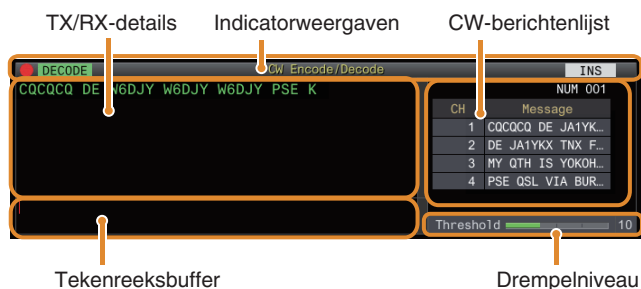 TX/RX-details Indicatorweergaven CW-berichtenlijst
DECODE CW Encode/Decode INS
CQCQCQ DE W6DJY W6DJY W6DJY PSE K NUM 001
CH Message
1 CQCQCQ DE JA1YK…
2 DE JA1YKX TNX F…
3 MY QTH IS YOKOH…
4 PSE QSL VIA BUR…
Threshold 10
Tekenreeksbuffer Drempelniveau